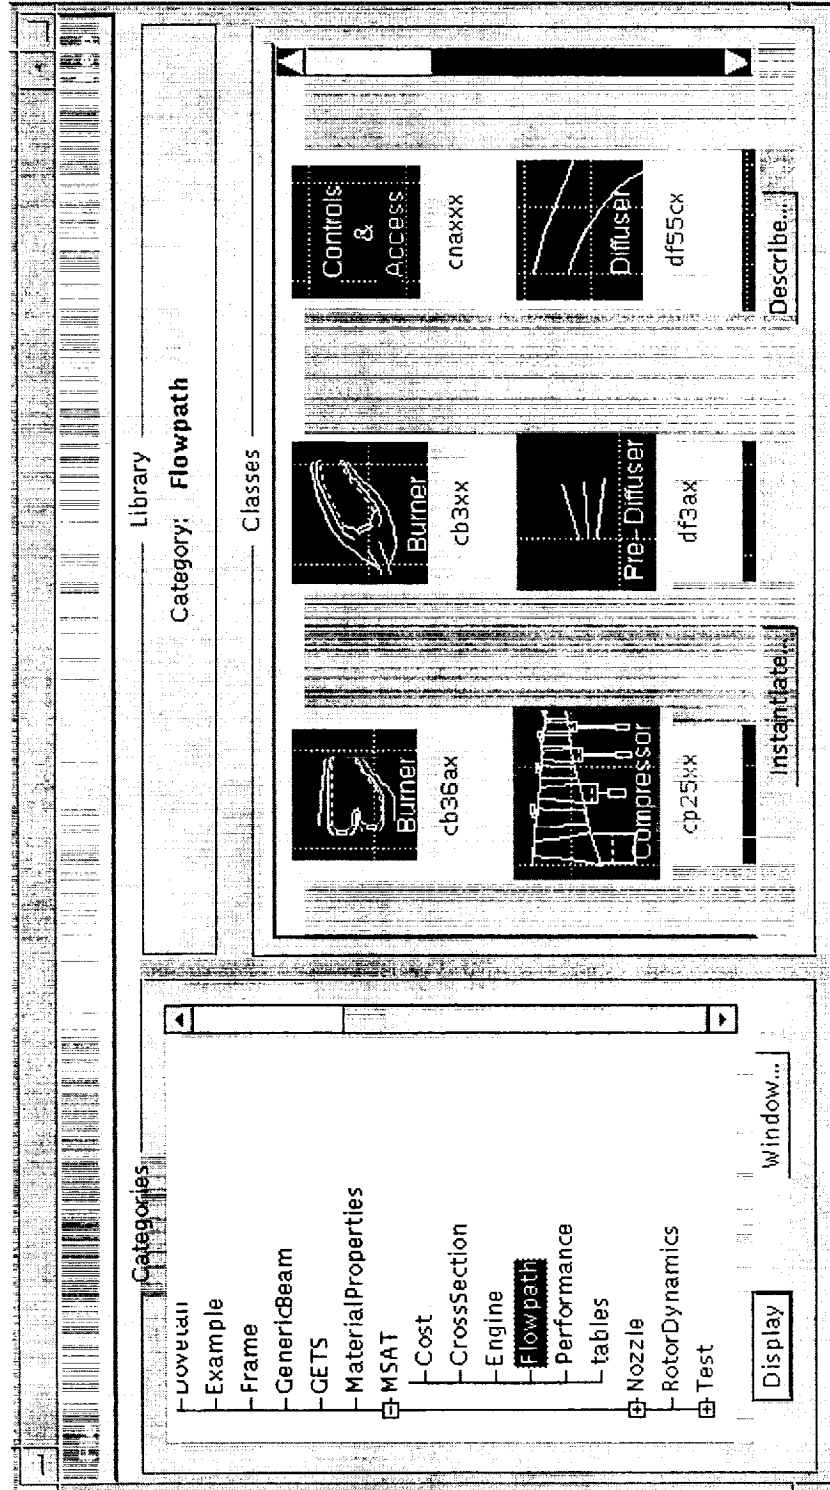 Categories
Dovetail
Example
Frame
GenericBeam
GETS
MaterialProperties
MSAT
Cost
CrossSection
Engine
Flowpath
Performance
tables
Nozzle
RotorDynamics
Test
Display
Window...
Library
Category: Flowpath
Classes
Burner
cb36ax
Burner
cb3xx
Controls
&
Access
cnaxxx
Compressor
cp25xx
Pre-Diffuser
df3ax
Diffuser
df55cx
Instantiate...
Describe...